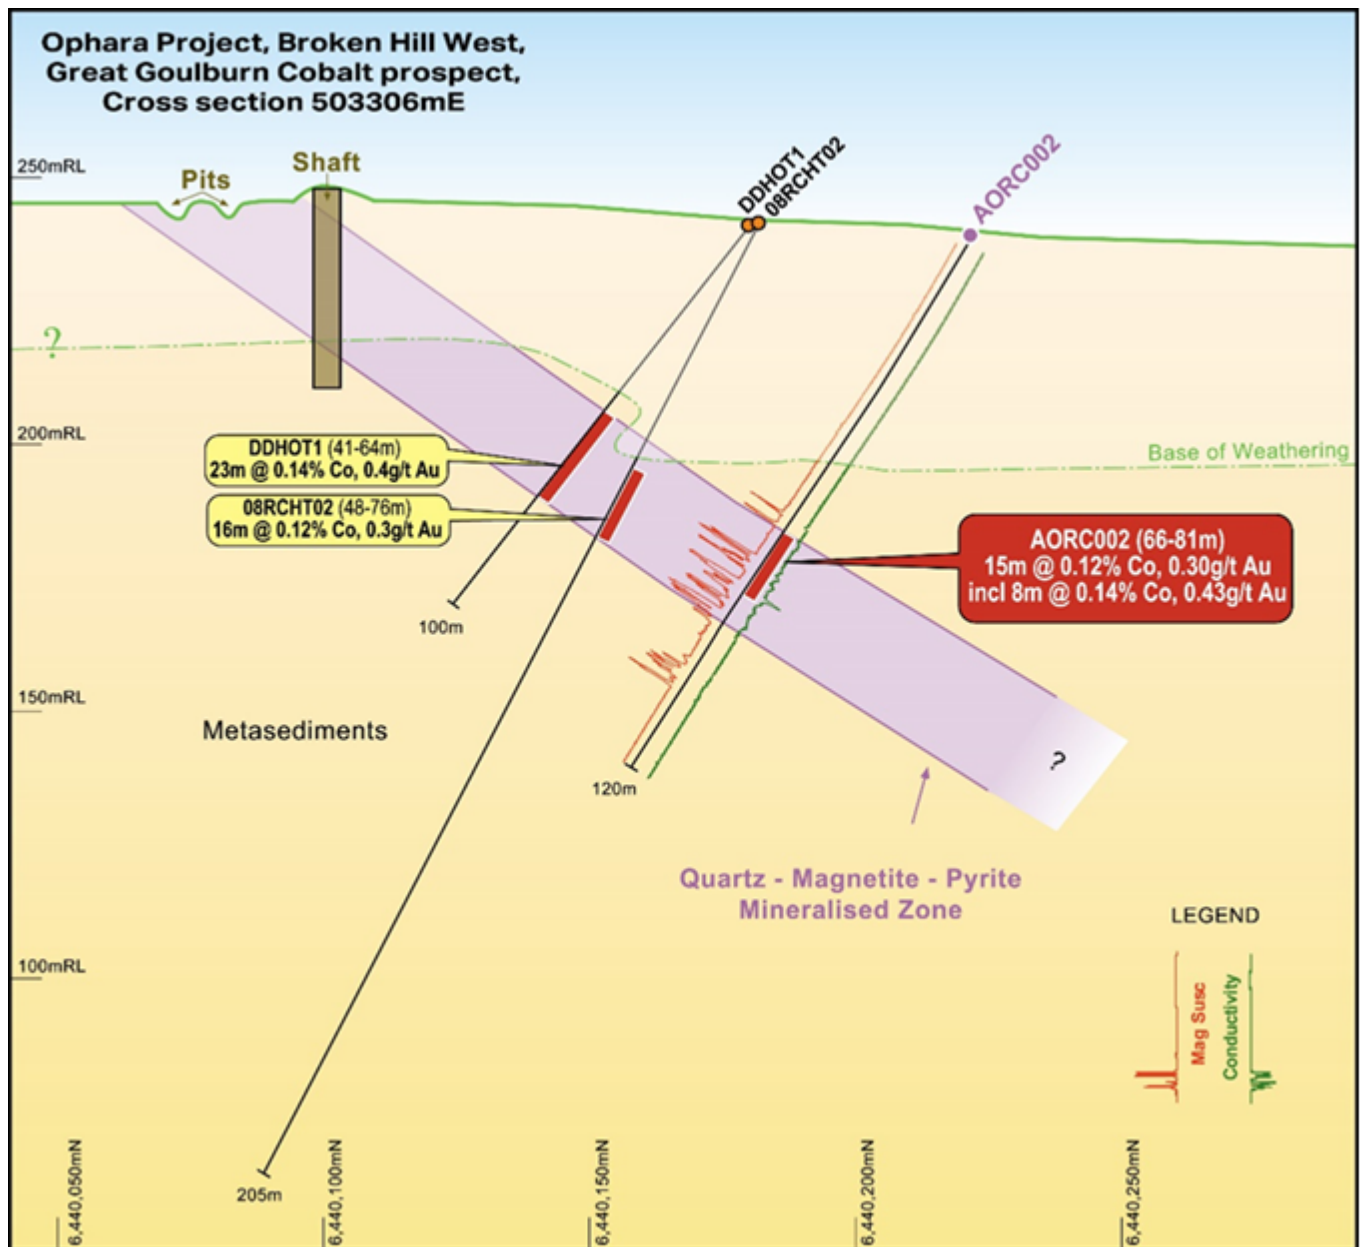 Ophara Project, Broken Hill West,
Great Goulburn Cobalt prospect,
Cross section 503306mE
250mRL
Pits
Shaft
DDHOT1
08RCHT02
AORC002
?
200mRL
DDHOT1 (41-64m)
23m @ 0.14% Co, 0.4g/t Au
08RCHT02 (48-76m)
16m @ 0.12% Co, 0.3g/t Au
Base of Weathering
AORC002 (66-81m)
15m @ 0.12% Co, 0.30g/t Au
incl 8m @ 0.14% Co, 0.43g/t Au
100m
150mRL
Metasediments
120m
?
Quartz - Magnetite - Pyrite
Mineralised Zone
LEGEND
Mag Susc
Conductivity
100mRL
205m
6,440,050mN
6,440,100mN
6,440,150mN
6,440,200mN
6,440,250mN